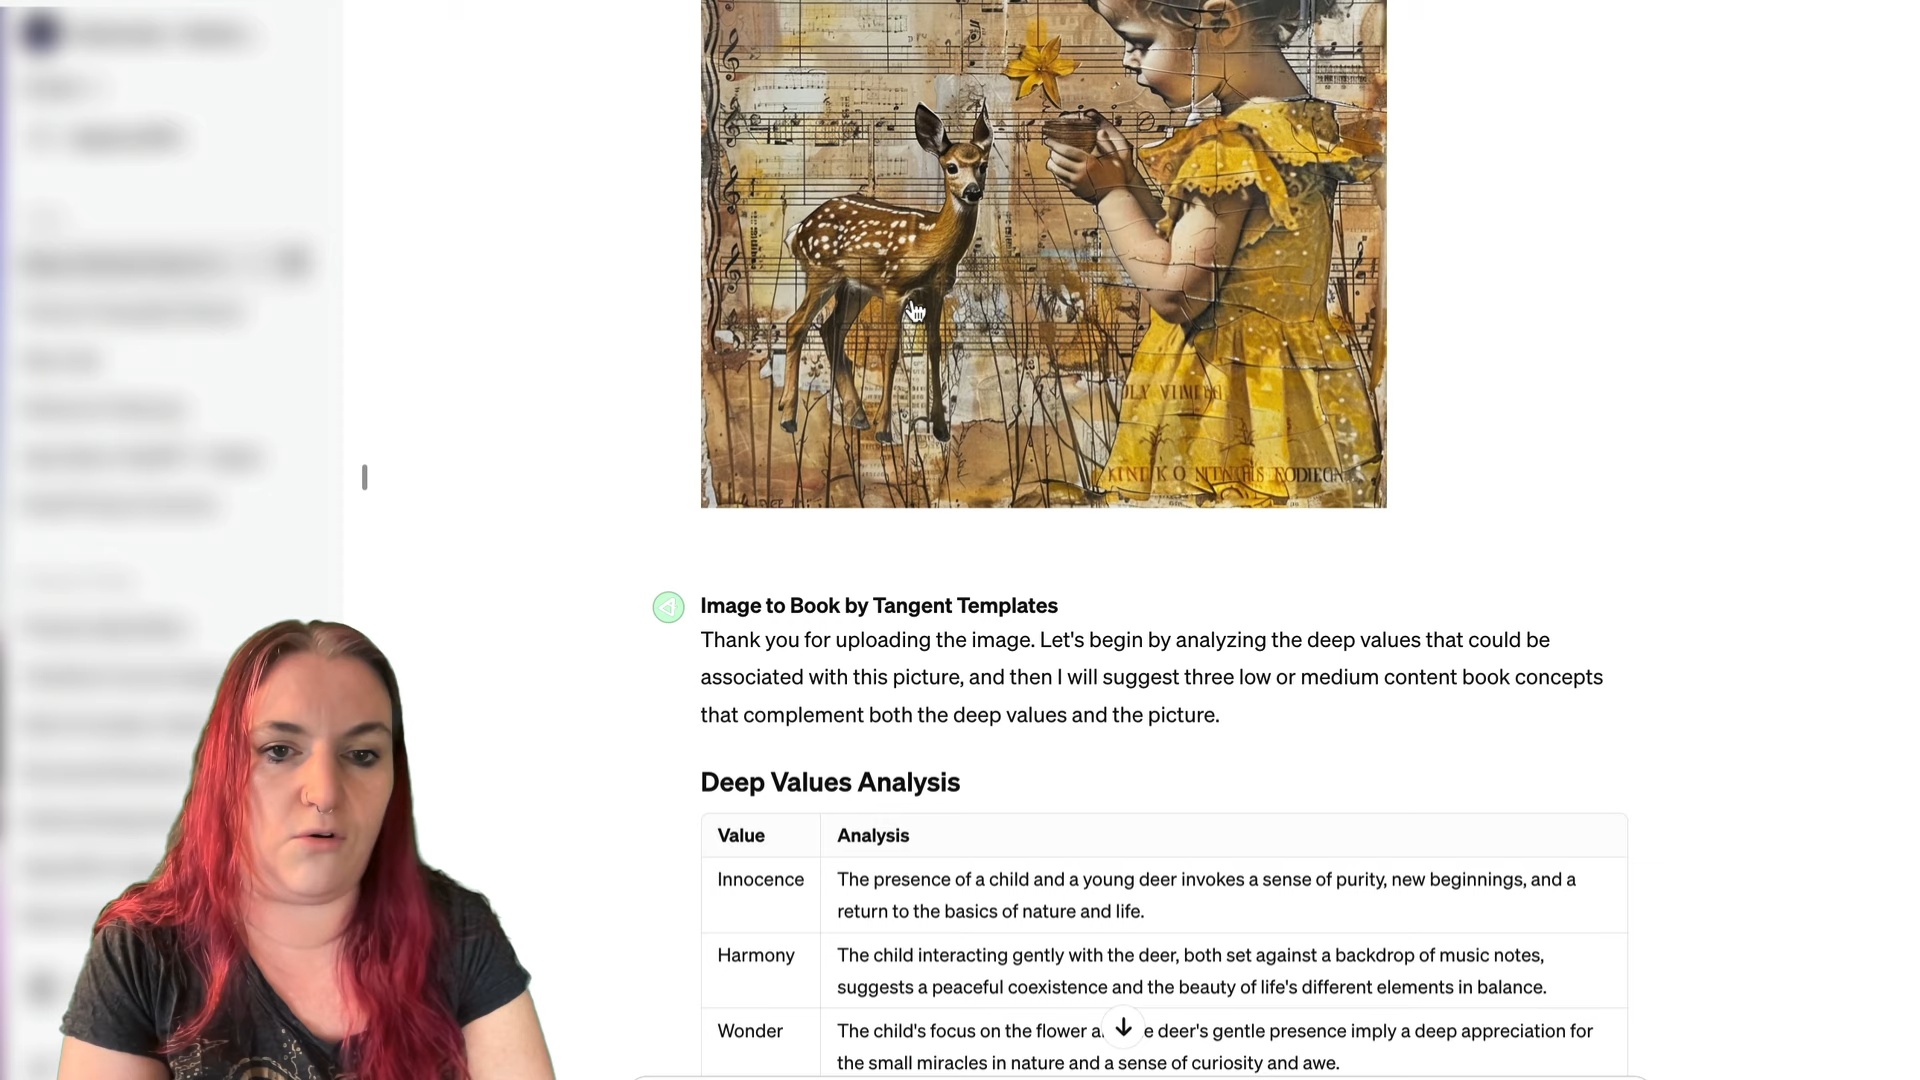 KINE K O NITWHS EODIEUN
Image to Book by Tangent Templates
Thank you for uploading the image. Let's begin by analyzing the deep values that could be
associated with this picture, and then I will suggest three low or medium content book concepts
that complement both the deep values and the picture.
Deep Values Analysis
Value Analysis
Innocence The presence of a child and a young deer invokes a sense of purity, new beginnings, and a
return to the basics of nature and life.
Harmony The child interacting gently with the deer, both set against a backdrop of music notes,
suggests a peaceful coexistence and the beauty of life's different elements in balance.
Wonder The child's focus on the flower deer's gentle presence imply a deep appreciation for
the small miracles in nature and a sense of curiosity and awe.